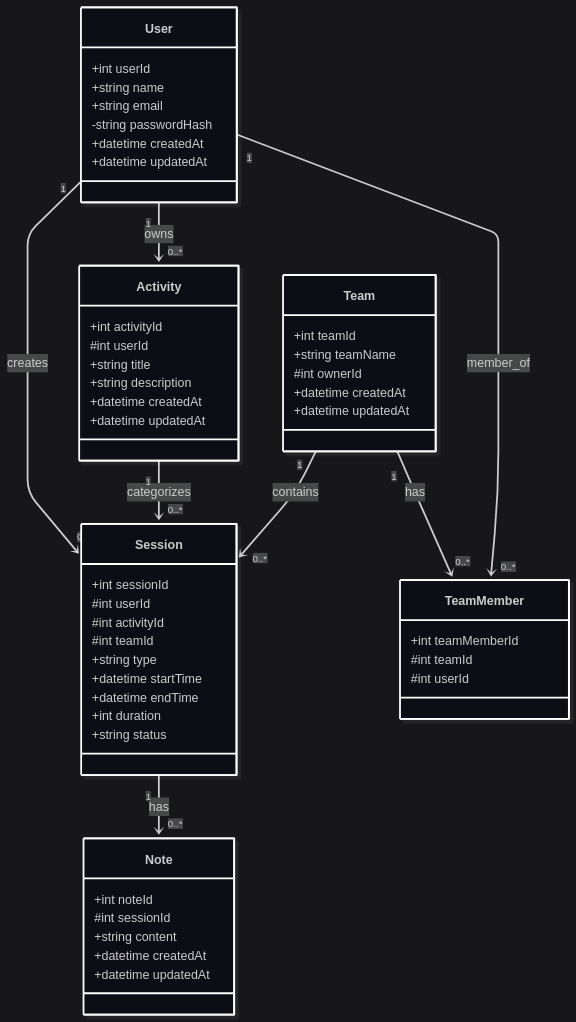 User
+int userId
+string name
+string email
-string passwordHash
+datetime createdAt
+datetime updatedAt
1
1
1
owns
0..*
Activity
+int activityId
#int userId
+string title
+string description
+datetime createdAt
+datetime updatedAt
Team
+int teamId
+string teamName
#int ownerId
+datetime createdAt
+datetime updatedAt
creates
member_of
1
categorizes
0..*
1
contains
0..*
1
has
0..*
0..*
Session
+int sessionId
#int userId
#int activityId
#int teamId
+string type
+datetime startTime
+datetime endTime
+int duration
+string status
TeamMember
+int teamMemberId
#int teamId
#int userId
1
has
0..*
Note
+int noteId
#int sessionId
+string content
+datetime createdAt
+datetime updatedAt